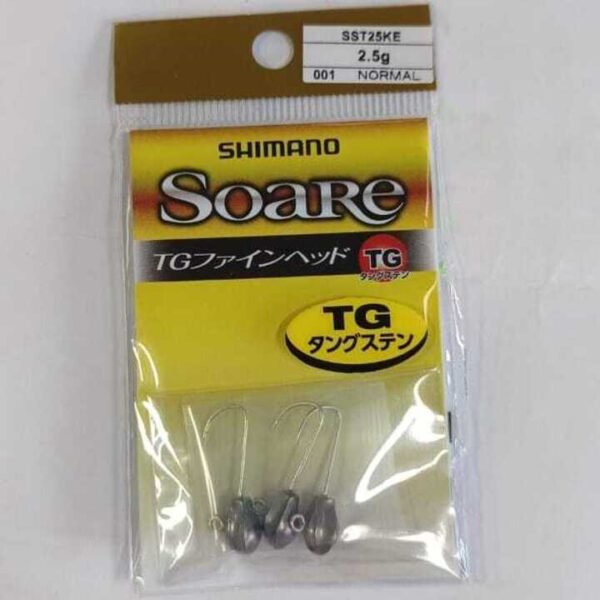 SST25KE
2.5g
001 NORMAL
SHIMANO
SOARE
TGファインヘッド
TG
タングステン
TG
タングステン